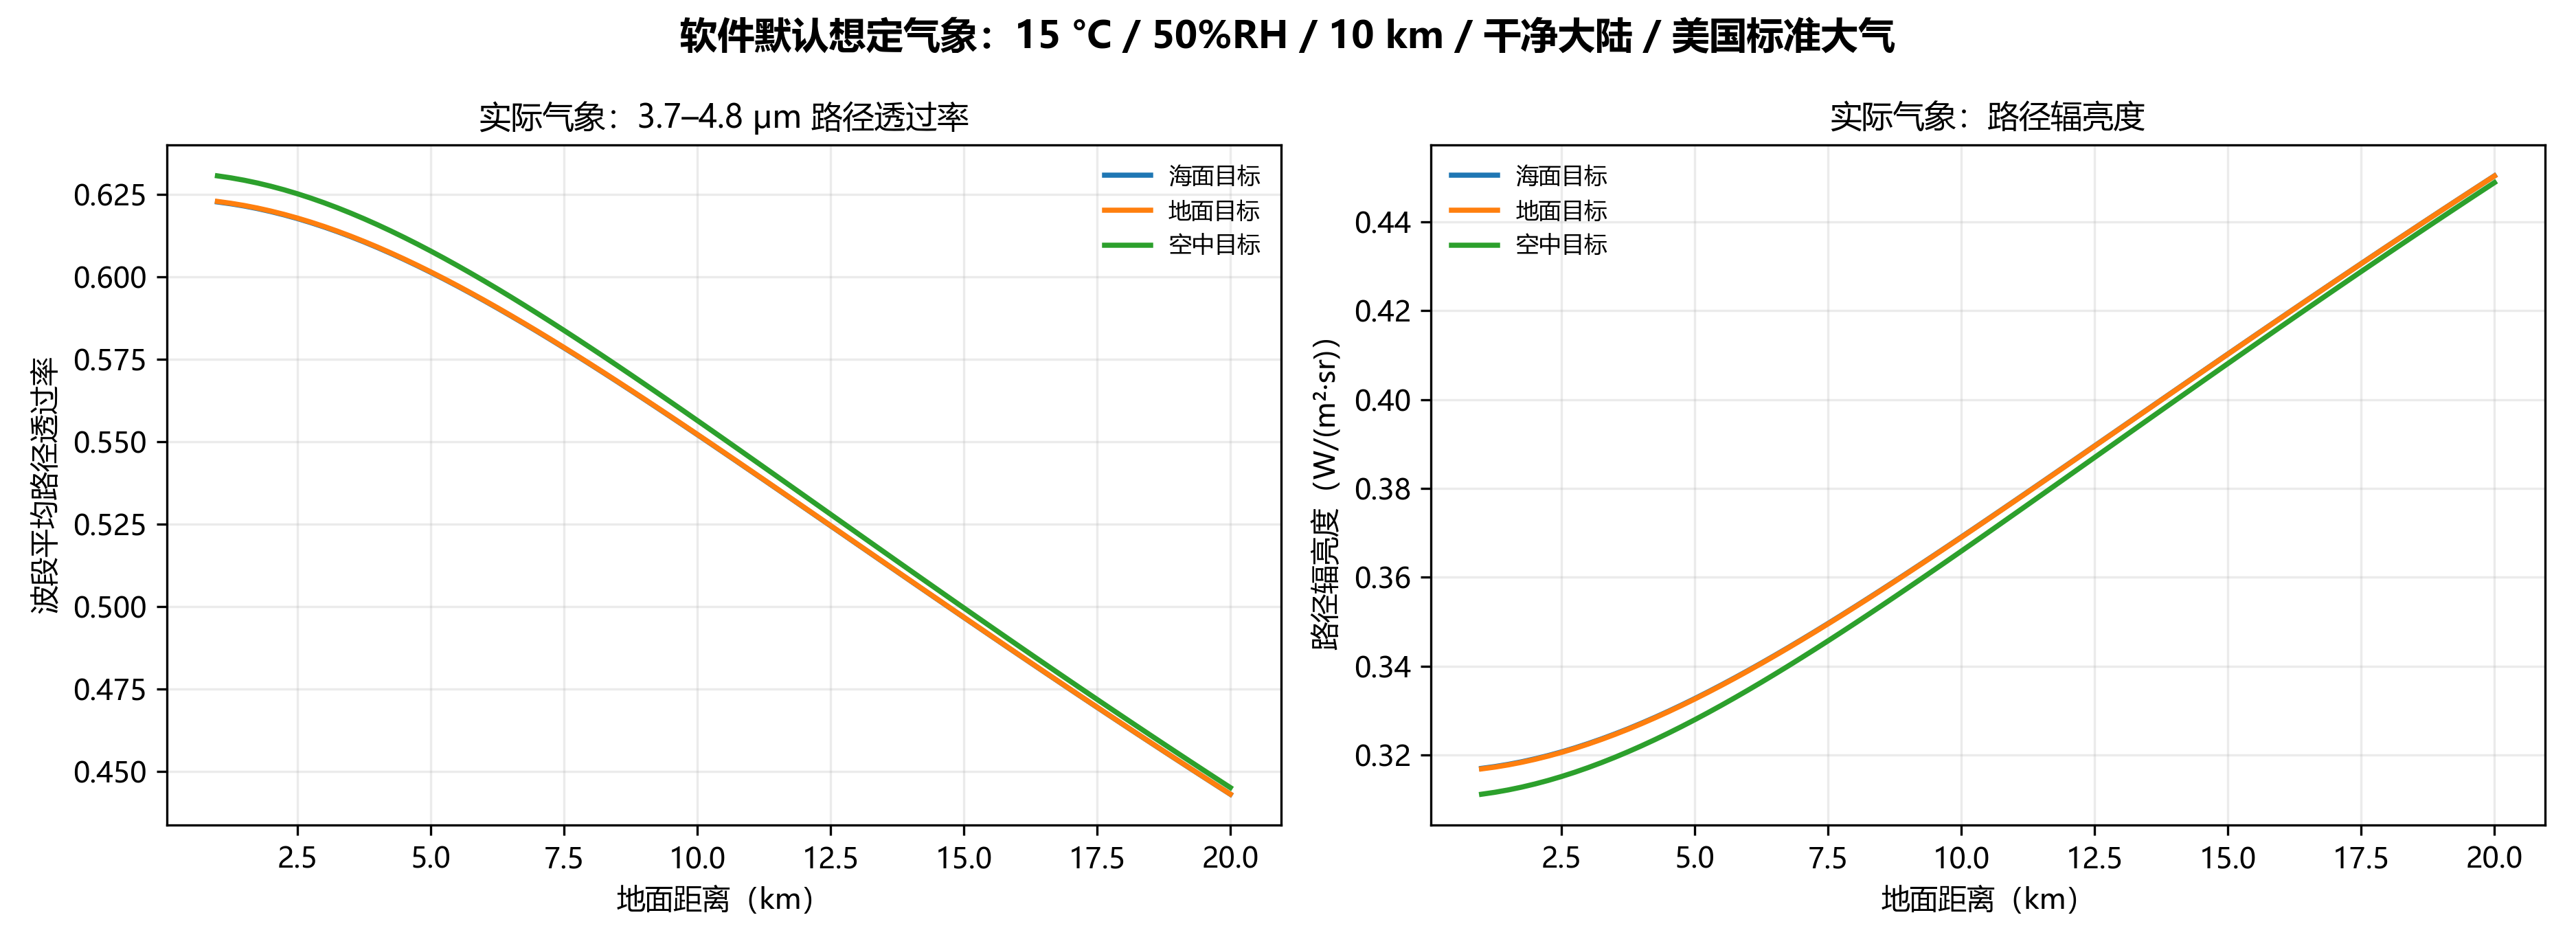 软件默认想定气象：15 °C / 50%RH / 10 km / 干净大陆 / 美国标准大气
实际气象：3.7–4.8 μm 路径透过率
波段平均路径透过率
0.625
0.600
0.575
0.550
0.525
0.500
0.475
0.450
海面目标
地面目标
空中目标
2.5
5.0
7.5
10.0
12.5
15.0
17.5
20.0
地面距离（km）
实际气象：路径辐亮度
路径辐亮度（W/(m²·sr)）
0.44
0.42
0.40
0.38
0.36
0.34
0.32
海面目标
地面目标
空中目标
2.5
5.0
7.5
10.0
12.5
15.0
17.5
20.0
地面距离（km）